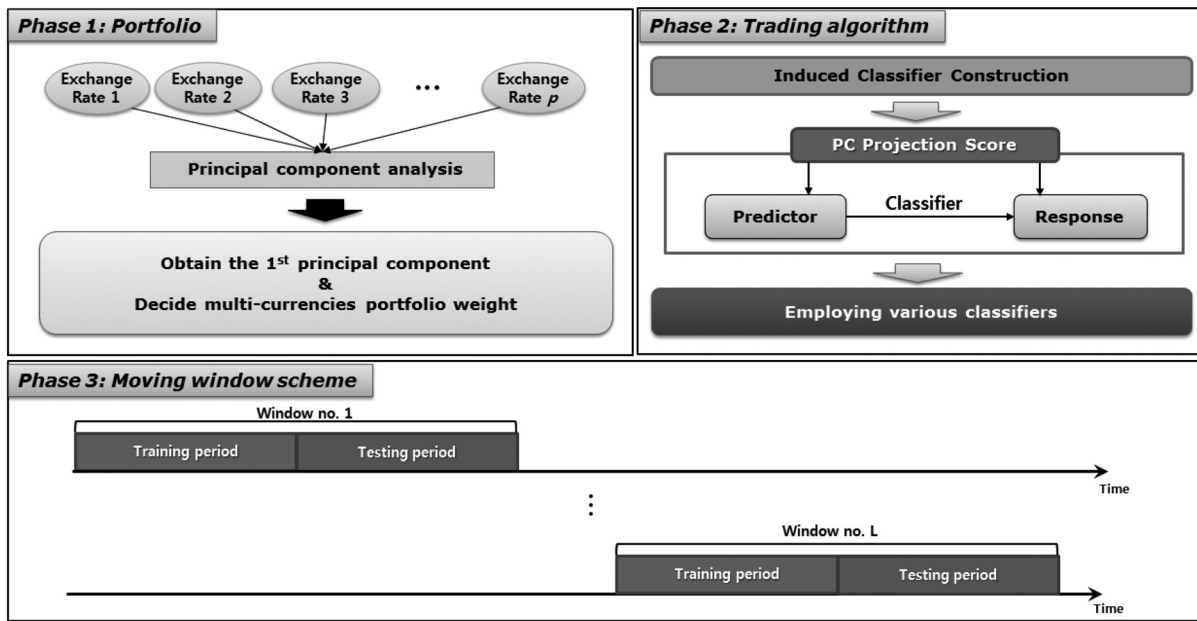 Phase 1: Portfolio
Exchange
Rate 1
Exchange
Rate 2
Exchange
Rate 3
...
Exchange
Rate p
Principal component analysis
Obtain the 1st principal component
&
Decide multi-currencies portfolio weight
Phase 2: Trading algorithm
Induced Classifier Construction
PC Projection Score
Predictor
Classifier
Response
Employing various classifiers
Phase 3: Moving window scheme
Window no. 1
Training period
Testing period
Time
⋮
Window no. L
Training period
Testing period
Time